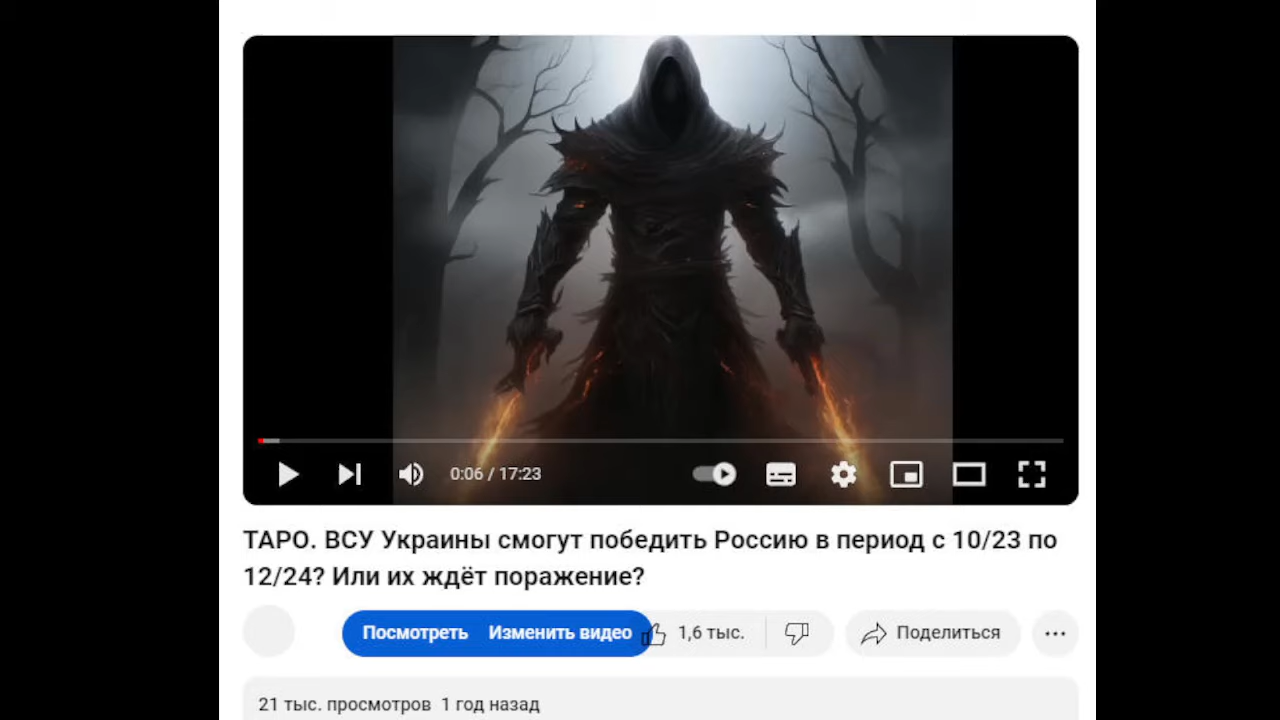 0:06 / 17:23
ТАРО. ВСУ Украины смогут победить Россию в период с 10/23 по
12/24? Или их ждёт поражение?
Посмотреть Изменить видео 1,6 тыс. Поделиться
21 тыс. просмотров 1 год назад